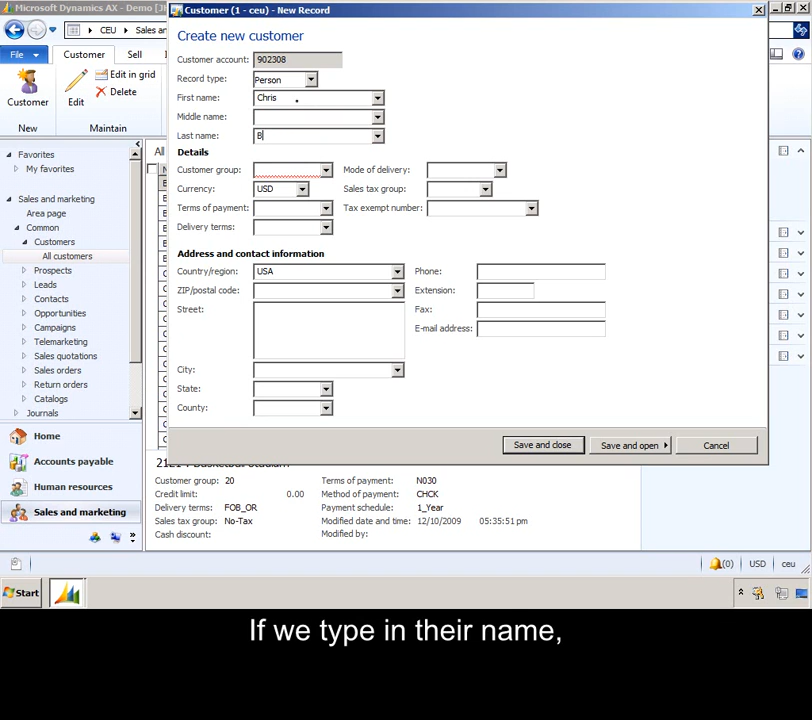 Microsoft Dynamics AX - Demo [J
CEU
Sales an
File
Customer
Sell
Customer
New
Edit
Edit in grid
Delete
Maintain
Favorites
My favorites
Sales and marketing
Area page
Common
Customers
All customers
Prospects
Leads
Contacts
Opportunities
Campaigns
Telemarketing
Sales quotations
Sales orders
Return orders
Catalogs
Journals
Home
Accounts payable
Human resources
Sales and marketing
All
Customer (1 - ceu) - New Record
Create new customer
Customer account: 902308
Record type: Person
First name: Chris
Middle name:
Last name: B
Details
Customer group: Mode of delivery:
Currency: USD Sales tax group:
Terms of payment: Tax exempt number:
Delivery terms:
Address and contact information
Country/region: USA Phone:
ZIP/postal code: Extension:
Street: Fax:
E-mail address:
City:
State:
County:
Save and close Save and open Cancel
Customer group: 20 Terms of payment: N030
Credit limit: 0.00 Method of payment: CHCK
Delivery terms: FOB_OR Payment schedule: 1_Year
Sales tax group: No-Tax Modified date and time: 12/10/2009 05:35:51 pm
Cash discount: Modified by:
(0) USD ceu
Start
If we type in their name,